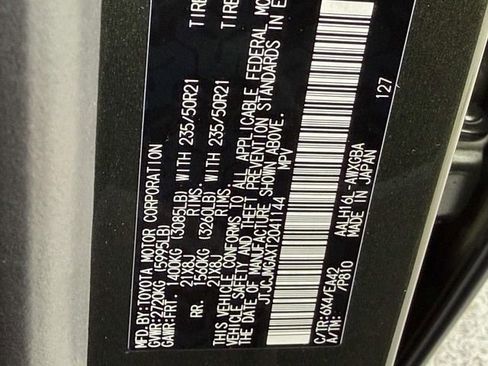 MFD.BY:TOYOTA MOTOR CORPORATION
GVWR:2720KG (5995LB)
GAWR:FRT. 1400KG (3085LB) WITH 235/50R21 TIRE
21X8J RIMS,
RR. 1560KG (3260LB) WITH 235/50R21 TIRE
21X8J RIMS,
THIS VEHICLE CONFORMS TO ALL APPLICABLE FEDERAL MO
VEHICLE SAFETY AND THEFT PREVENTION STANDARDS IN E
THE DATE OF MANUFACTURE SHOWN ABOVE.
JTJCJMGAXT2041144 MPV
C/TR:6X4/EA42 AALH16L-AWXGBA
A/TM: /P810 MADE IN JAPAN
127